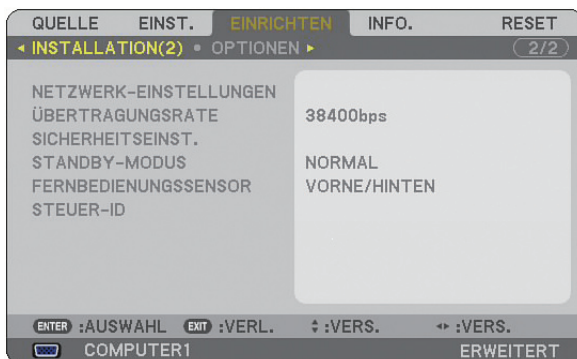 QUELLE EINST. EINRICHTEN INFO. RESET
◂ INSTALLATION(2) • OPTIONEN ▸ 2/2
NETZWERK-EINSTELLUNGEN
ÜBERTRAGUNGSRATE 38400bps
SICHERHEITSEINST.
STANDBY-MODUS NORMAL
FERNBEDIENUNGSSENSOR VORNE/HINTEN
STEUER-ID
ENTER :AUSWAHL EXIT :VERL. ♦ :VERS. ◂▸ :VERS.
COMPUTER1 ERWEITERT